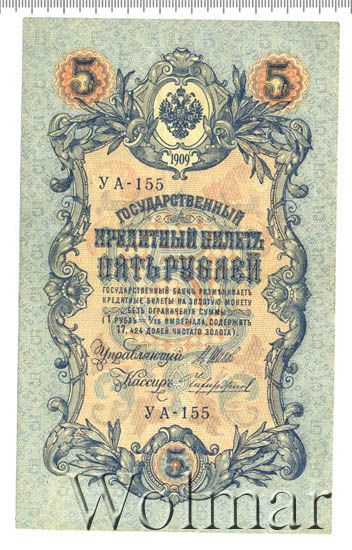 5 5
1909
УА-155
ГОСУДАРСТВЕННЫЙ
КРЕДИТНЫЙ БИЛЕТЪ
ПЯТЬ РУБЛЕЙ
ГОСУДАРСТВЕННЫЙ БАНКЪ РАЗМѢНИВАЕТЪ
КРЕДИТНЫЕ БИЛЕТЫ НА ЗОЛОТУЮ МОНЕТУ
БЕЗЪ ОГРАНИЧЕНІЯ СУММЫ
(1 РУБЛЬ = 1/15 ИМПЕРІАЛА, СОДЕРЖИТЪ
17,424 ДОЛЕЙ ЧИСТАГО ЗОЛОТА).
Управляющій
Кассиръ
УА-155
5
Wolmar